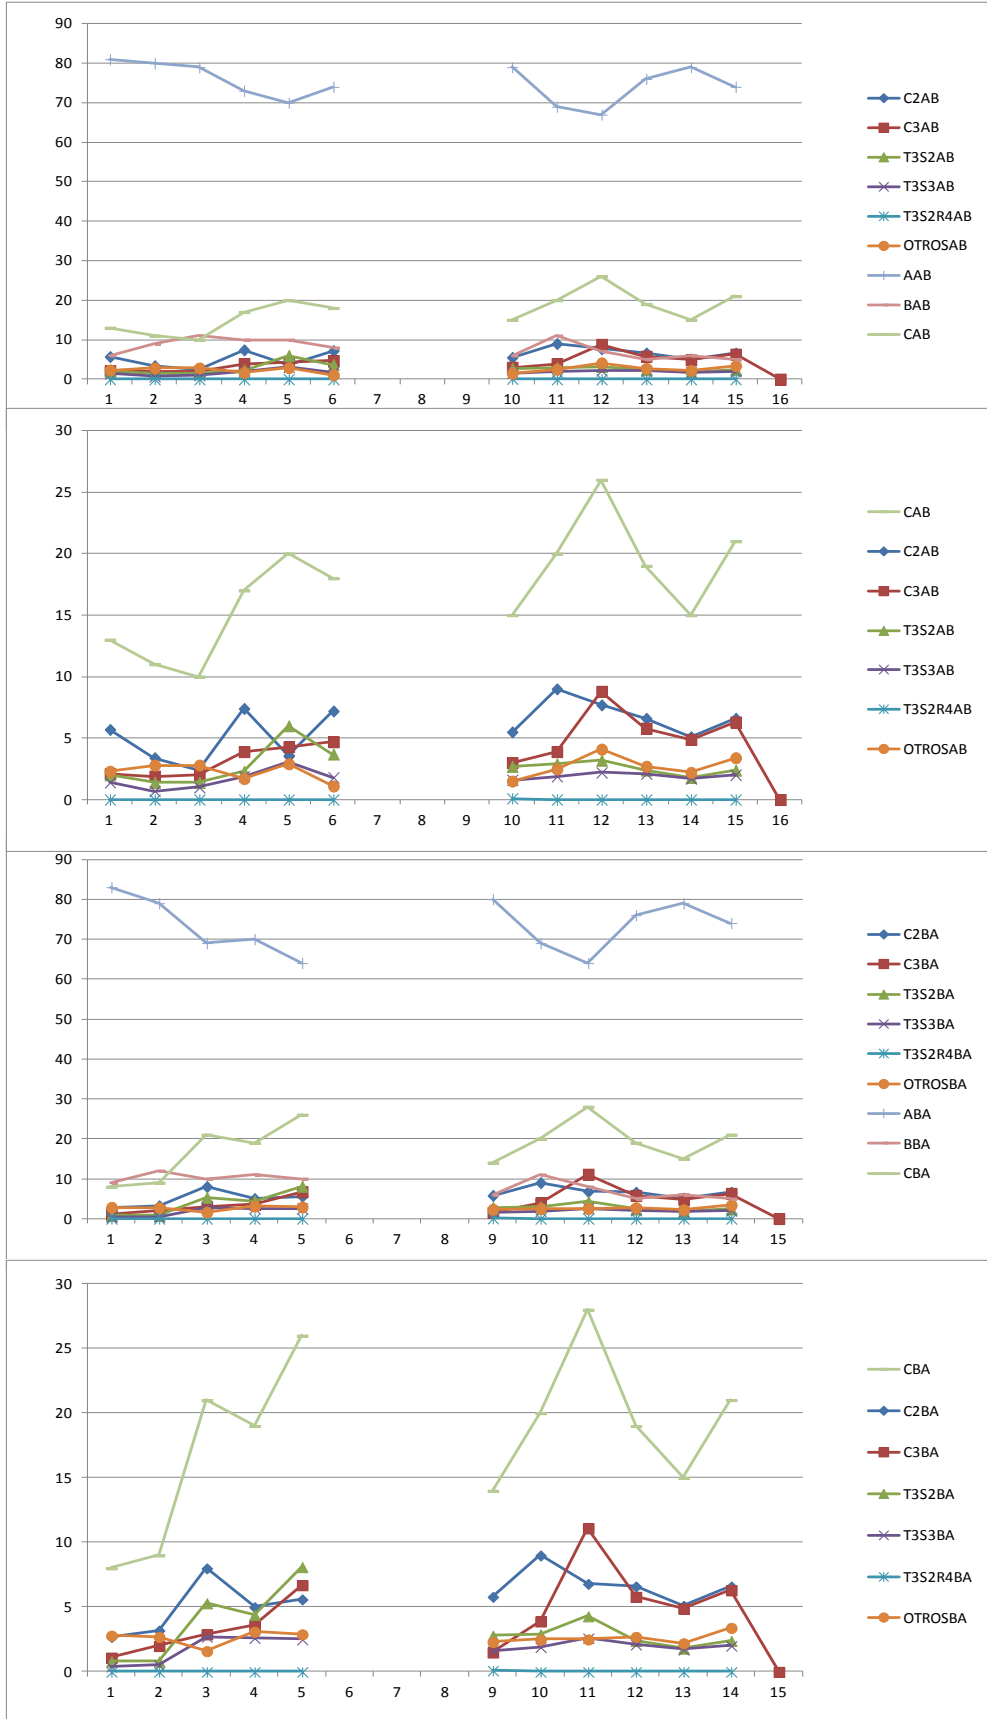 90
80
70
60
50
40
30
20
10
0
1 2 3 4 5 6 7 8 9 10 11 12 13 14 15 16
C2AB
C3AB
T3S2AB
T3S3AB
T3S2R4AB
OTROSAB
AAB
BAB
CAB
30
25
20
15
10
5
0
1 2 3 4 5 6 7 8 9 10 11 12 13 14 15 16
CAB
C2AB
C3AB
T3S2AB
T3S3AB
T3S2R4AB
OTROSAB
90
80
70
60
50
40
30
20
10
0
1 2 3 4 5 6 7 8 9 10 11 12 13 14 15
C2BA
C3BA
T3S2BA
T3S3BA
T3S2R4BA
OTROSBA
ABA
BBA
CBA
30
25
20
15
10
5
0
1 2 3 4 5 6 7 8 9 10 11 12 13 14 15
CBA
C2BA
C3BA
T3S2BA
T3S3BA
T3S2R4BA
OTROSBA